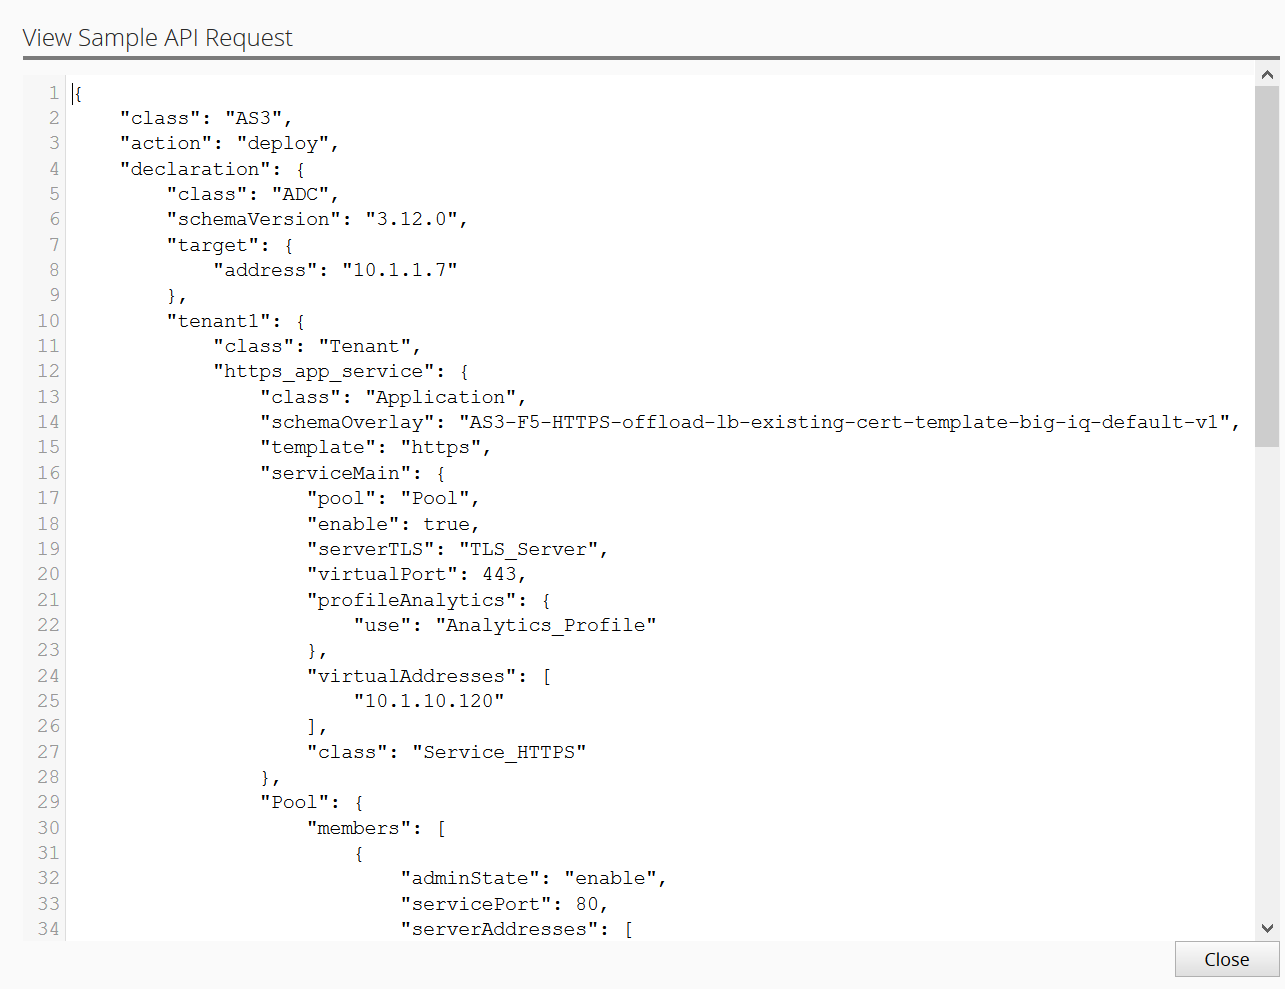 View Sample API Request
1 {
2     "class": "AS3",
3     "action": "deploy",
4     "declaration": {
5         "class": "ADC",
6         "schemaVersion": "3.12.0",
7         "target": {
8             "address": "10.1.1.7"
9         },
10         "tenant1": {
11             "class": "Tenant",
12             "https_app_service": {
13                 "class": "Application",
14                 "schemaOverlay": "AS3-F5-HTTPS-offload-lb-existing-cert-template-big-iq-default-v1",
15                 "template": "https",
16                 "serviceMain": {
17                     "pool": "Pool",
18                     "enable": true,
19                     "serverTLS": "TLS_Server",
20                     "virtualPort": 443,
21                     "profileAnalytics": {
22                         "use": "Analytics_Profile"
23                     },
24                     "virtualAddresses": [
25                         "10.1.10.120"
26                     ],
27                     "class": "Service_HTTPS"
28                 },
29                 "Pool": {
30                     "members": [
31                         {
32                             "adminState": "enable",
33                             "servicePort": 80,
34                             "serverAddresses": [
Close